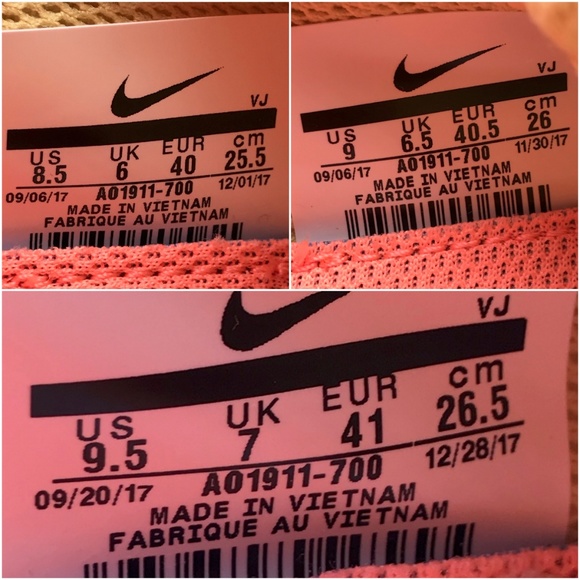 VJ
US UK EUR cm
8.5 6 40 25.5
09/06/17 AO1911-700 12/01/17
MADE IN VIETNAM
FABRIQUE AU VIETNAM
VJ
US UK EUR cm
9 6.5 40.5 26
09/06/17 AO1911-700 11/30/17
MADE IN VIETNAM
FABRIQUE AU VIETNAM
VJ
US UK EUR cm
9.5 7 41 26.5
09/20/17 AO1911-700 12/28/17
MADE IN VIETNAM
FABRIQUE AU VIETNAM